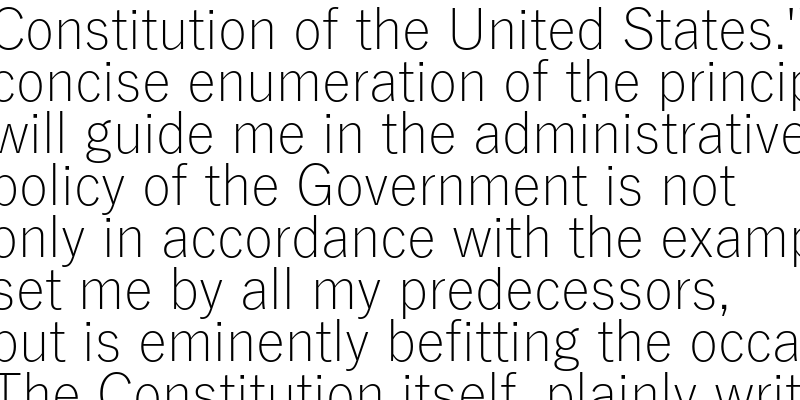 Constitution of the United States."
concise enumeration of the princip
will guide me in the administrative
policy of the Government is not
only in accordance with the examp
set me by all my predecessors,
but is eminently befitting the occa
The Constitution itself, plainly writ